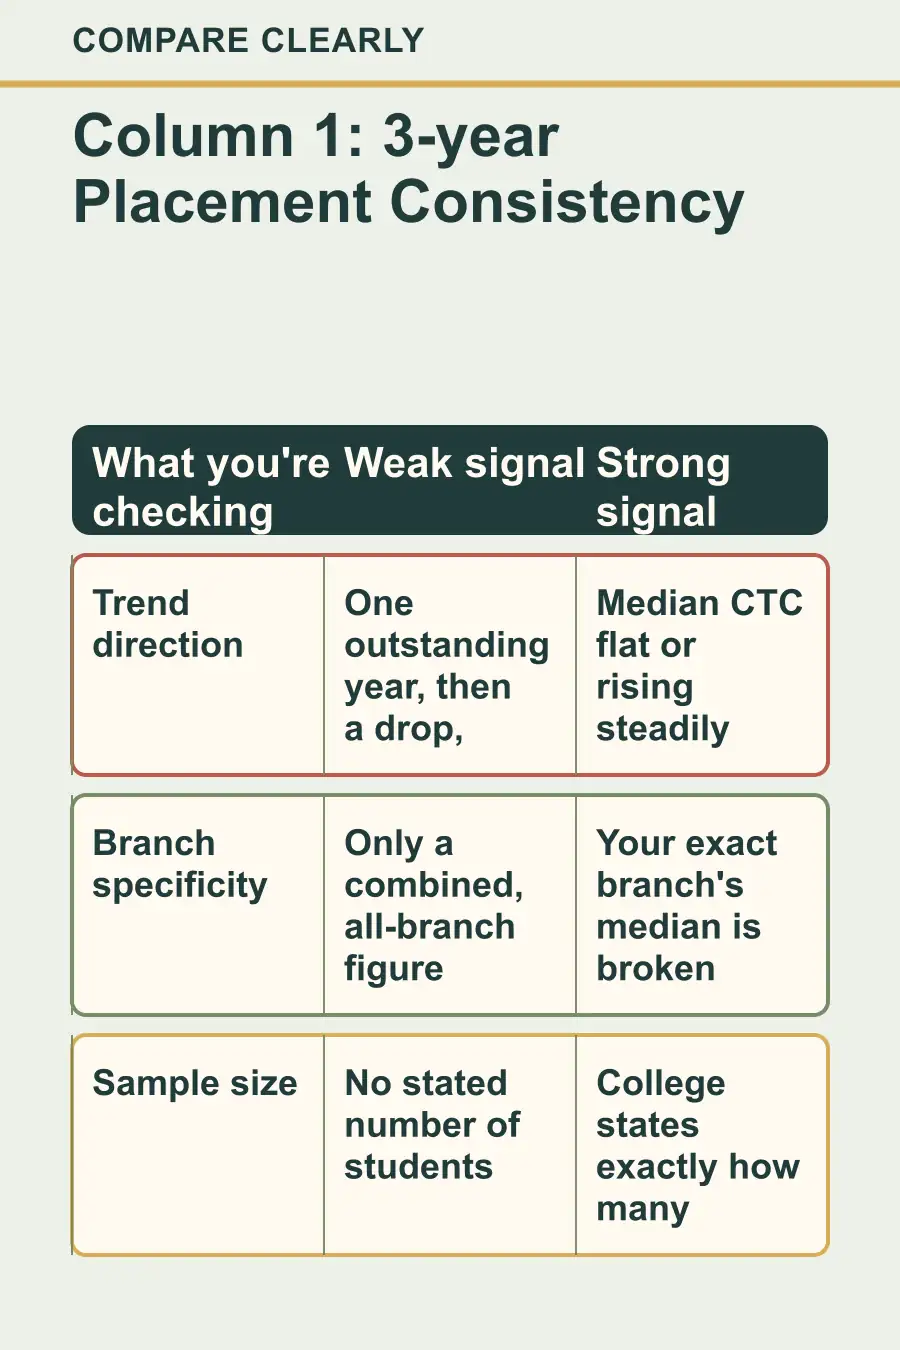 COMPARE CLEARLY
Column 1: 3-year
Placement Consistency
What you're
checking
Weak signal
Strong
signal
Trend
direction
One
outstanding
year, then
a drop,
Median CTC
flat or
rising
steadily
Branch
specificity
Only a
combined,
all-branch
figure
Your exact
branch's
median is
broken
Sample size
No stated
number of
students
College
states
exactly how
many